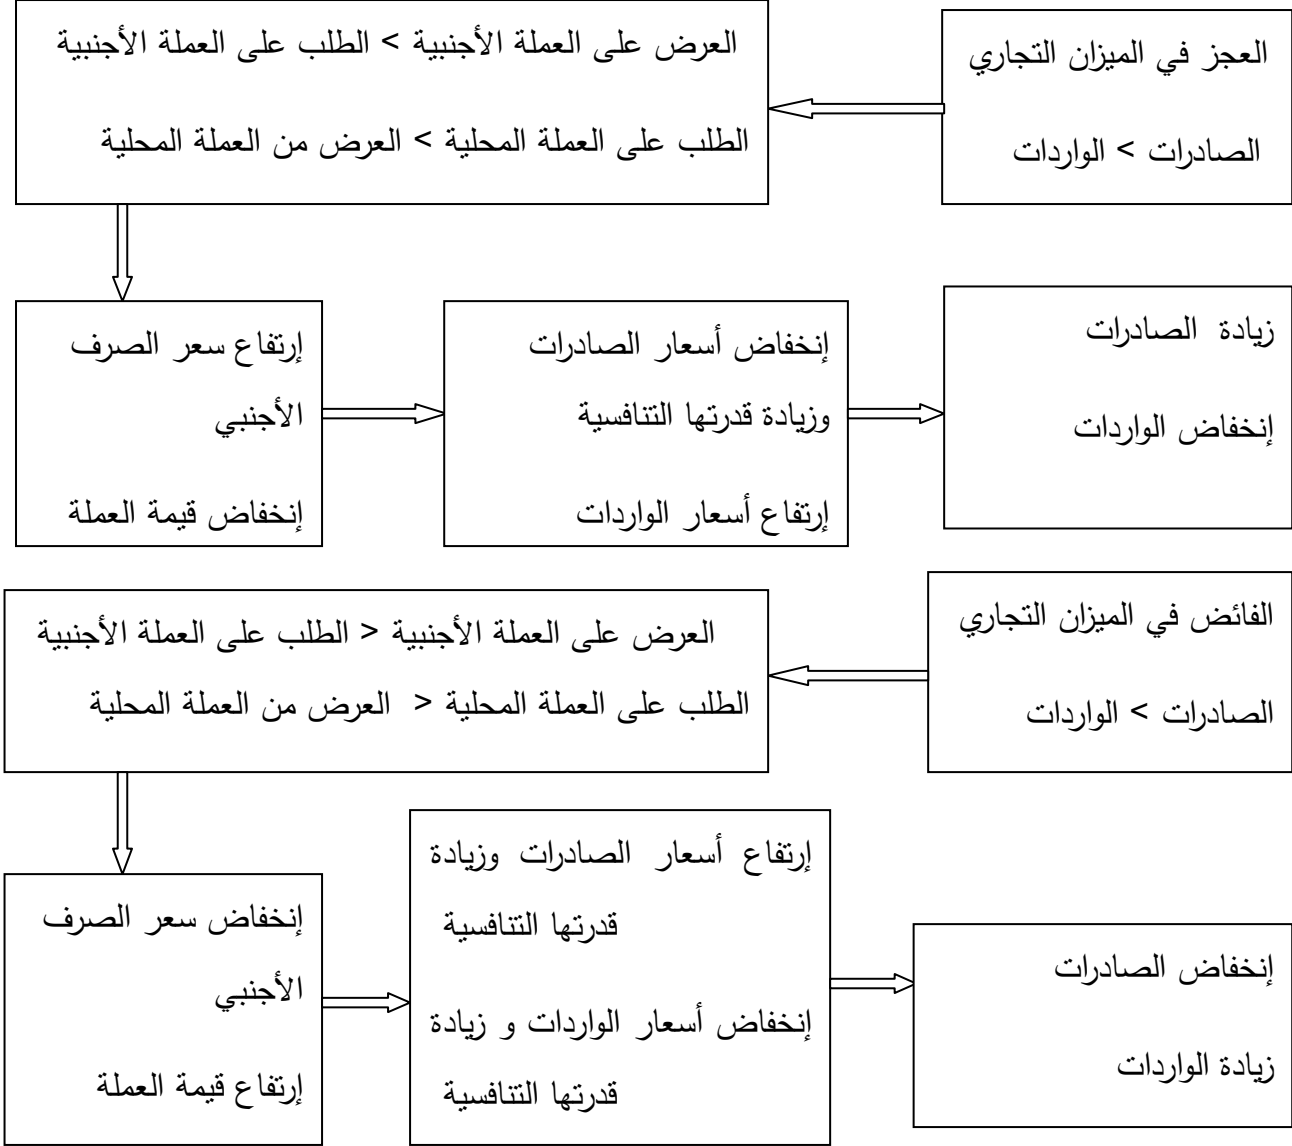 العجز في الميزان التجاري
الصادرات < الواردات
العرض على العملة الأجنبية < الطلب على العملة الأجنبية
الطلب على العملة المحلية < العرض من العملة المحلية
إرتفاع سعر الصرف
الأجنبي
إنخفاض قيمة العملة
إنخفاض أسعار الصادرات
وزيادة قدرتها التنافسية
إرتفاع أسعار الواردات
زيادة الصادرات
إنخفاض الواردات
الفائض في الميزان التجاري
الصادرات < الواردات
العرض على العملة الأجنبية > الطلب على العملة الأجنبية
الطلب على العملة المحلية > العرض من العملة المحلية
إنخفاض سعر الصرف
الأجنبي
إرتفاع قيمة العملة
إرتفاع أسعار الصادرات وزيادة
قدرتها التنافسية
إنخفاض أسعار الواردات و زيادة
قدرتها التنافسية
إنخفاض الصادرات
زيادة الواردات